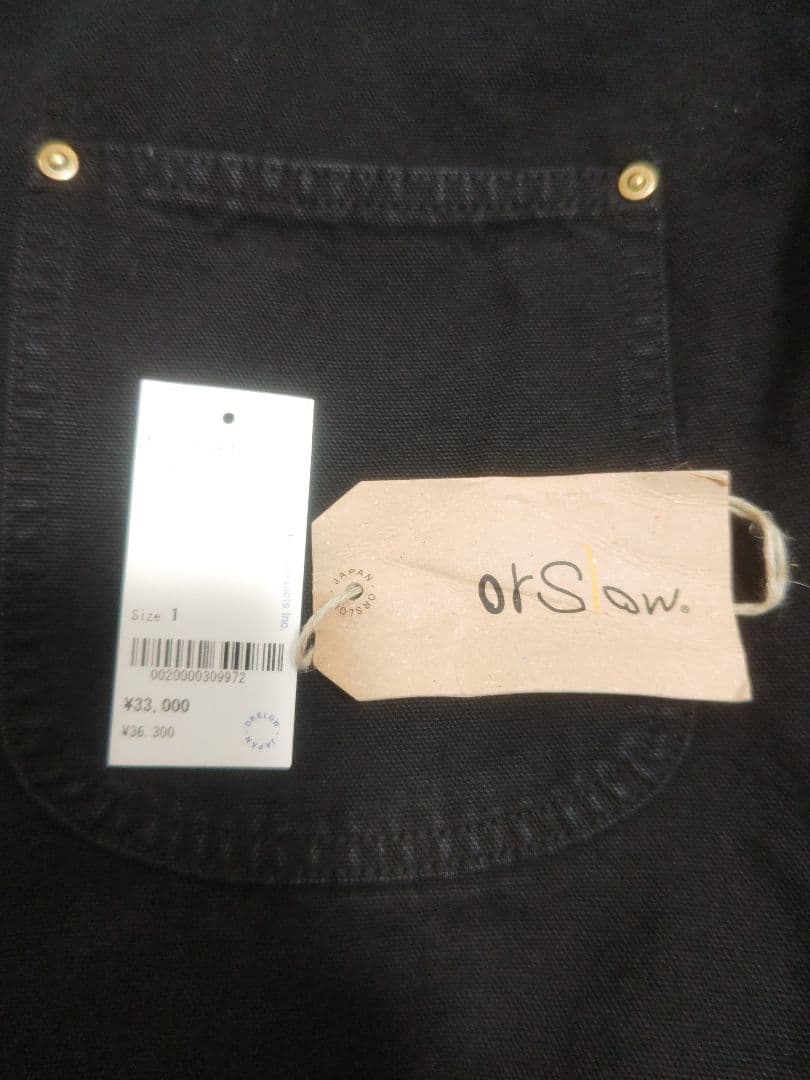 Size 1
0020000309972
¥33,000
¥36,300
ORSLOW · JAPAN ·
JAPAN · ORSLOW
orSlow®